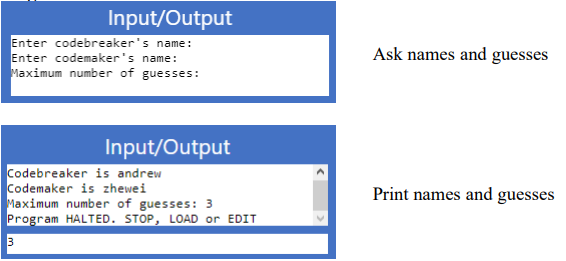 Input/Output
Enter codebreaker's name:
Enter codemaker's name:
Maximum number of guesses:
Ask names and guesses
Input/Output
Codebreaker is andrew
Codemaker is zhewei
Maximum number of guesses: 3
Program HALTED. STOP, LOAD or EDIT
3
Print names and guesses